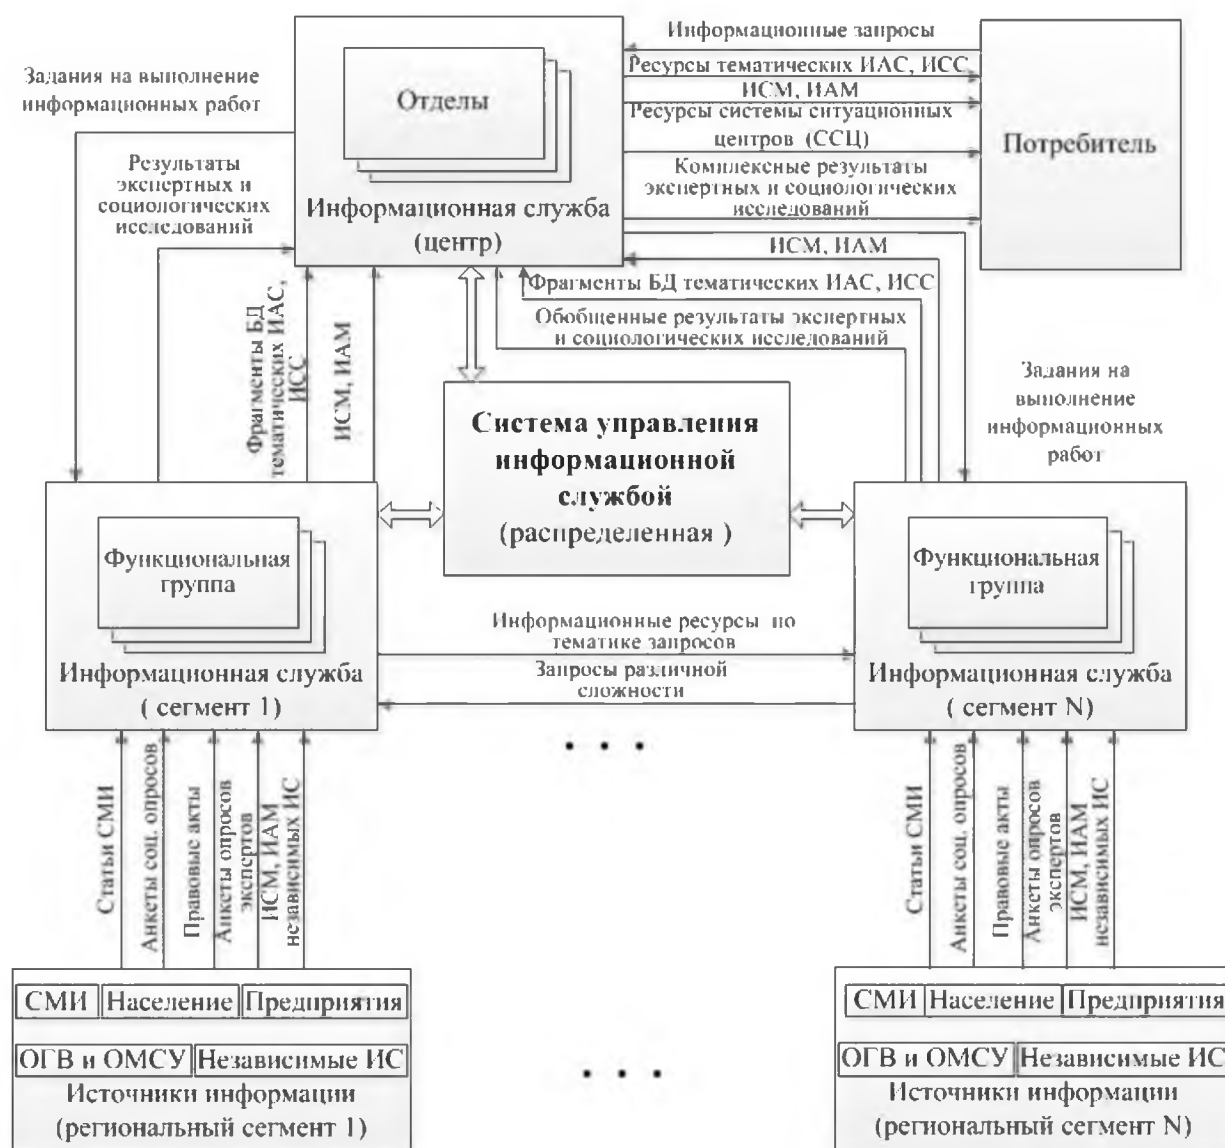 Информационные запросы
Ресурсы тематических ИАС, ИСС
ИСМ, ИАМ
Ресурсы системы ситуационных
центров (ССЦ)
Комплексные результаты
экспертных и социологических
исследований
Потребитель
Отделы
Информационная служба
(центр)
Задания на выполнение
информационных работ
Результаты
экспертных и
социологических
исследований
ИСМ, ИАМ
Фрагменты БД тематических ИАС, ИСС
Обобщенные результаты экспертных
и социологических исследований
Фрагменты БД
тематических ИАС,
ИСС
ИСМ, ИАМ
Система управления
информационной
службой
(распределенная )
Задания на
выполнение
информационных
работ
Функциональная
группа
Информационная служба
( сегмент 1)
Информационные ресурсы по
тематике запросов
Запросы различной
сложности
Функциональная
группа
Информационная служба
( сегмент N)
. . .
Статьи СМИ
Анкеты соц. опросов
Правовые акты
Анкеты опросов
экспертов
ИСМ, ИАМ
независимых ИС
Статьи СМИ
Анкеты соц. опросов
Правовые акты
Анкеты опросов
экспертов
ИСМ, ИАМ
независимых ИС
СМИ Население Предприятия
ОГВ и ОМСУ Независимые ИС
Источники информации
(региональный сегмент 1)
. . .
СМИ Население Предприятия
ОГВ и ОМСУ Независимые ИС
Источники информации
(региональный сегмент N)